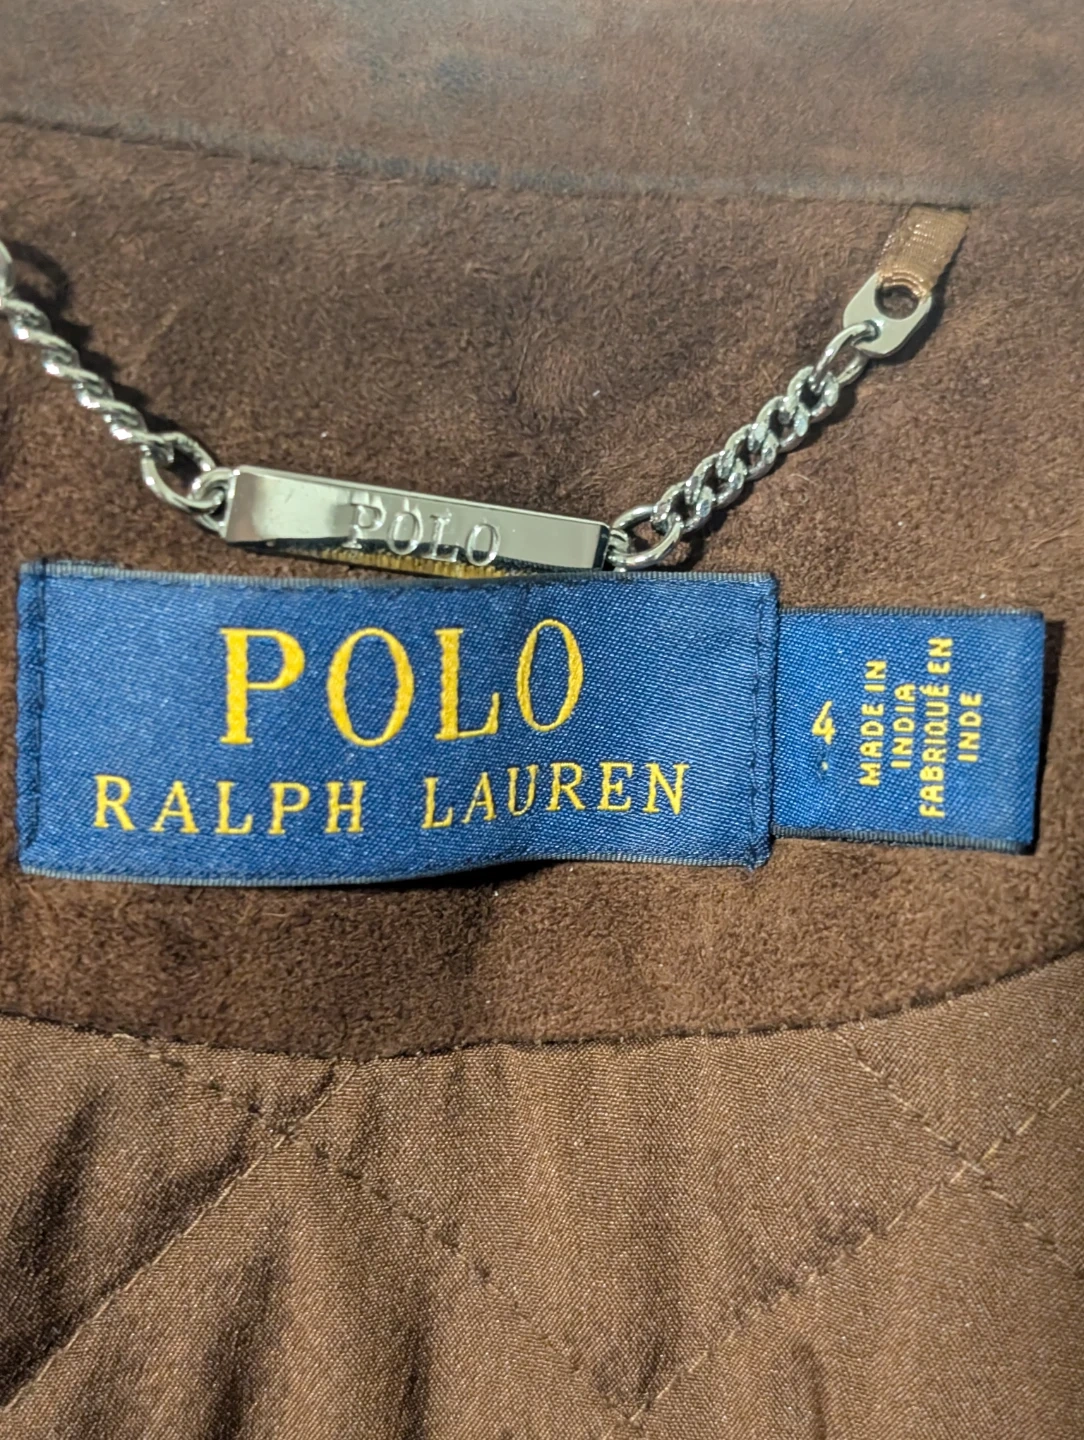 POLO
POLO
RALPH LAUREN
4
MADE IN
INDIA
FABRIQUÉ EN
INDE